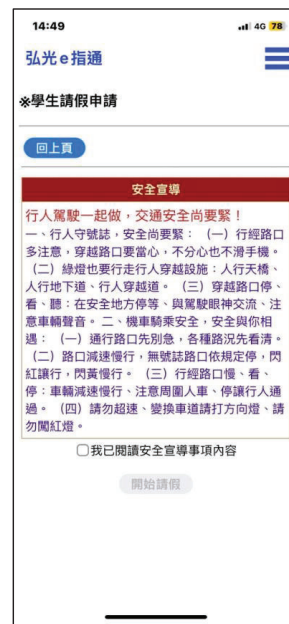 14:49
4G 78
弘光e指通
※學生請假申請
回上頁
安全宣導
行人駕駛一起做，交通安全尚要緊！
一、行人守號誌，安全尚要緊：（一）行經路口
多注意，穿越路口要當心，不分心也不滑手機。
（二）綠燈也要行走行人穿越設施：人行天橋、
人行地下道、行人穿越道。（三）穿越路口停、
看、聽：在安全地方停等、與駕駛眼神交流、注
意車輛聲音。二、機車騎乘安全，安全與你相
遇：（一）通行路口先別急，各種路況先看清。
（二）路口減速慢行，無號誌路口依規定停，閃
紅讓行，閃黃慢行。（三）行經路口慢、看、
停：車輛減速慢行、注意周圍人車、停讓行人通
過。（四）請勿超速、變換車道請打方向燈、請
勿闖紅燈。
我已閱讀安全宣導事項內容
開始請假